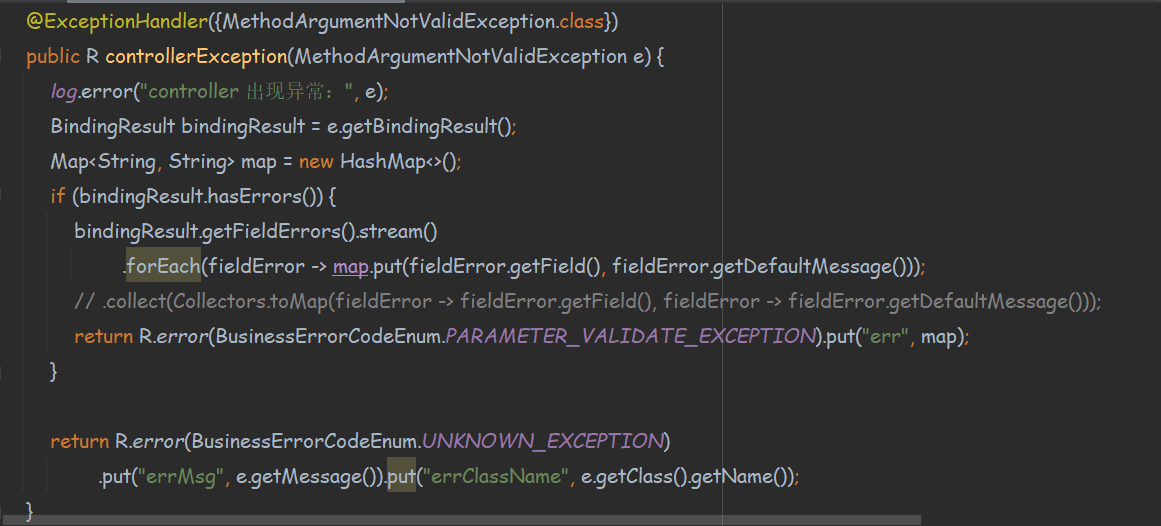 @ExceptionHandler({MethodArgumentNotValidException.class})
public R controllerException(MethodArgumentNotValidException e) {
log.error("controller 出现异常：", e);
BindingResult bindingResult = e.getBindingResult();
Map<String, String> map = new HashMap<>();
if (bindingResult.hasErrors()) {
bindingResult.getFieldErrors().stream()
.forEach(fieldError -> map.put(fieldError.getField(), fieldError.getDefaultMessage()));
// .collect(Collectors.toMap(fieldError -> fieldError.getField(), fieldError -> fieldError.getDefaultMessage()));
return R.error(BusinessErrorCodeEnum.PARAMETER_VALIDATE_EXCEPTION).put("err", map);
}
return R.error(BusinessErrorCodeEnum.UNKNOWN_EXCEPTION)
.put("errMsg", e.getMessage()).put("errClassName", e.getClass().getName());
}